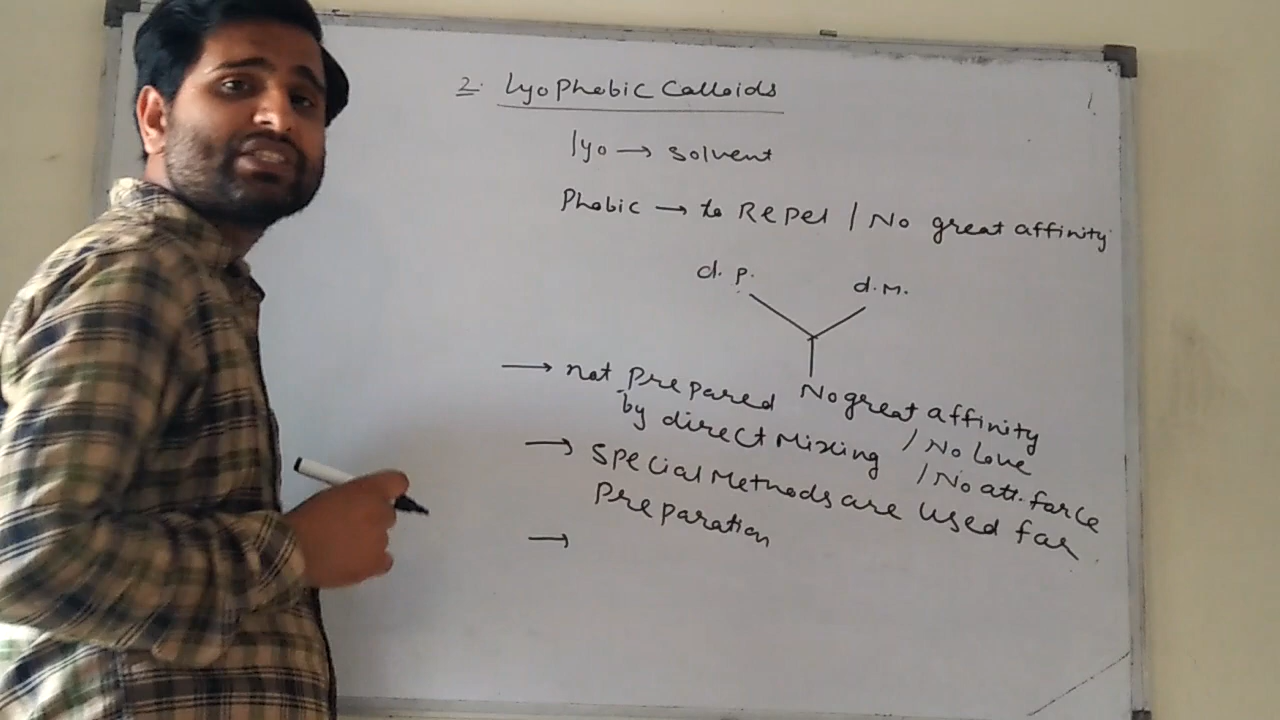 2. Lyophobic Colloids
lyo → solvent
Phobic → to Repel / No great affinity
d. p.
d. M.
No great affinity
/ No Love
/ No att. force
→ not prepared
by direct Mixing
→ Special Methods are used for
Preparation
→